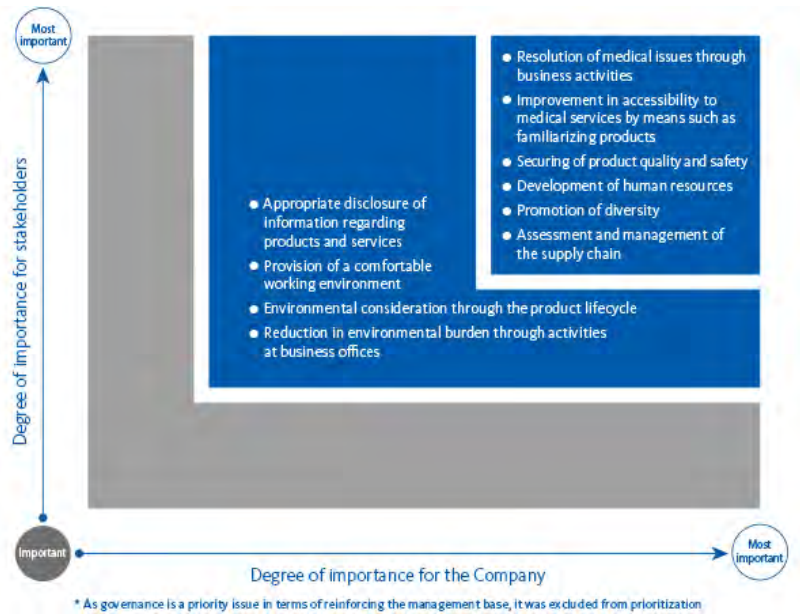 Most
important
Degree of importance for stakeholders
● Resolution of medical issues through
business activities
● Improvement in accessibility to
medical services by means such as
familiarizing products
● Securing of product quality and safety
● Development of human resources
● Promotion of diversity
● Assessment and management of
the supply chain
● Appropriate disclosure of
information regarding
products and services
● Provision of a comfortable
working environment
● Environmental consideration through the product lifecycle
● Reduction in environmental burden through activities
at business offices
Important
Degree of importance for the Company
Most
important
* As governance is a priority issue in terms of reinforcing the management base, it was excluded from prioritization